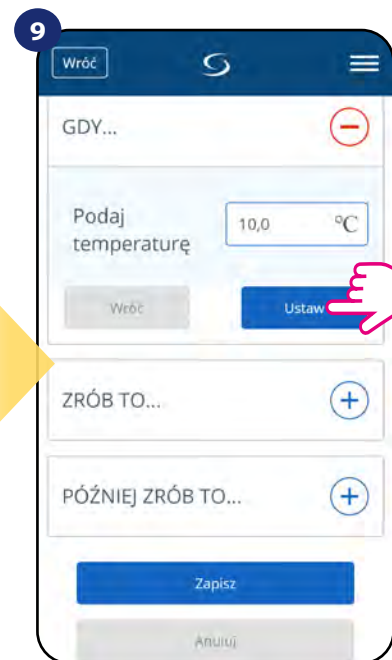 9
Wróć
GDY...
Podaj
temperaturę
10,0 °C
Wróć
Ustaw
ZRÓB TO...
PÓŹNIEJ ZRÓB TO...
Zapisz
Anuluj